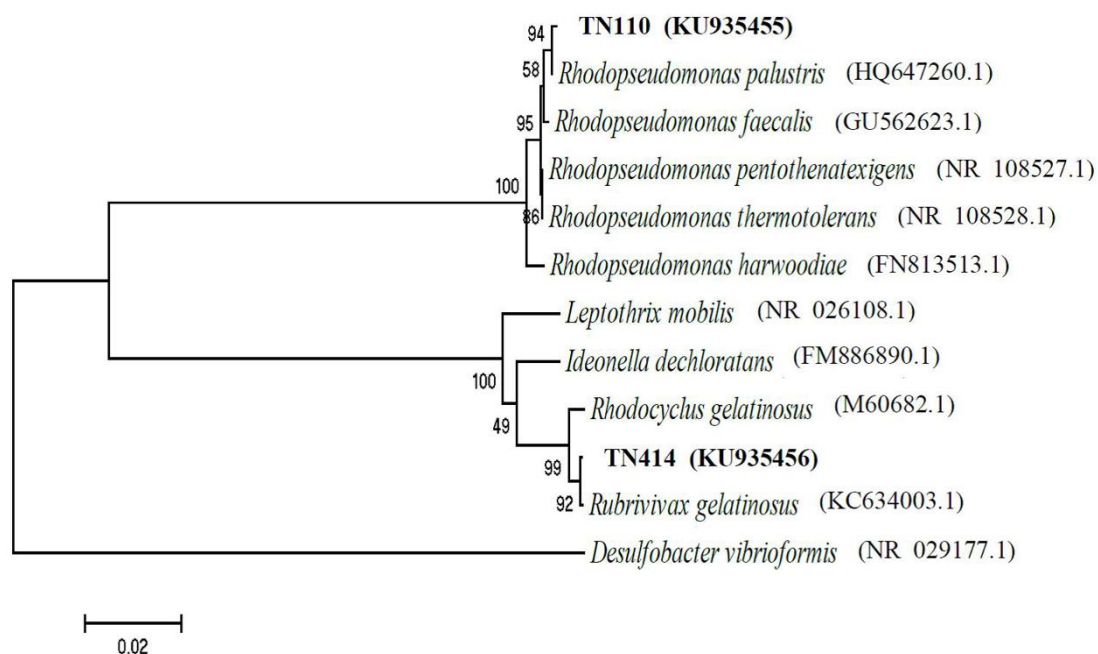 94 TN110 (KU935455)
58 Rhodopseudomonas palustris (HQ647260.1)
95 Rhodopseudomonas faecalis (GU562623.1)
Rhodopseudomonas pentothenatexigens (NR 108527.1)
100
86 Rhodopseudomonas thermotolerans (NR 108528.1)
Rhodopseudomonas harwoodiae (FN813513.1)
Leptothrix mobilis (NR 026108.1)
Ideonella dechloratans (FM886890.1)
100
Rhodocyclus gelatinosus (M60682.1)
49
TN414 (KU935456)
99
92 Rubrivivax gelatinosus (KC634003.1)
Desulfobacter vibrioformis (NR 029177.1)
0.02